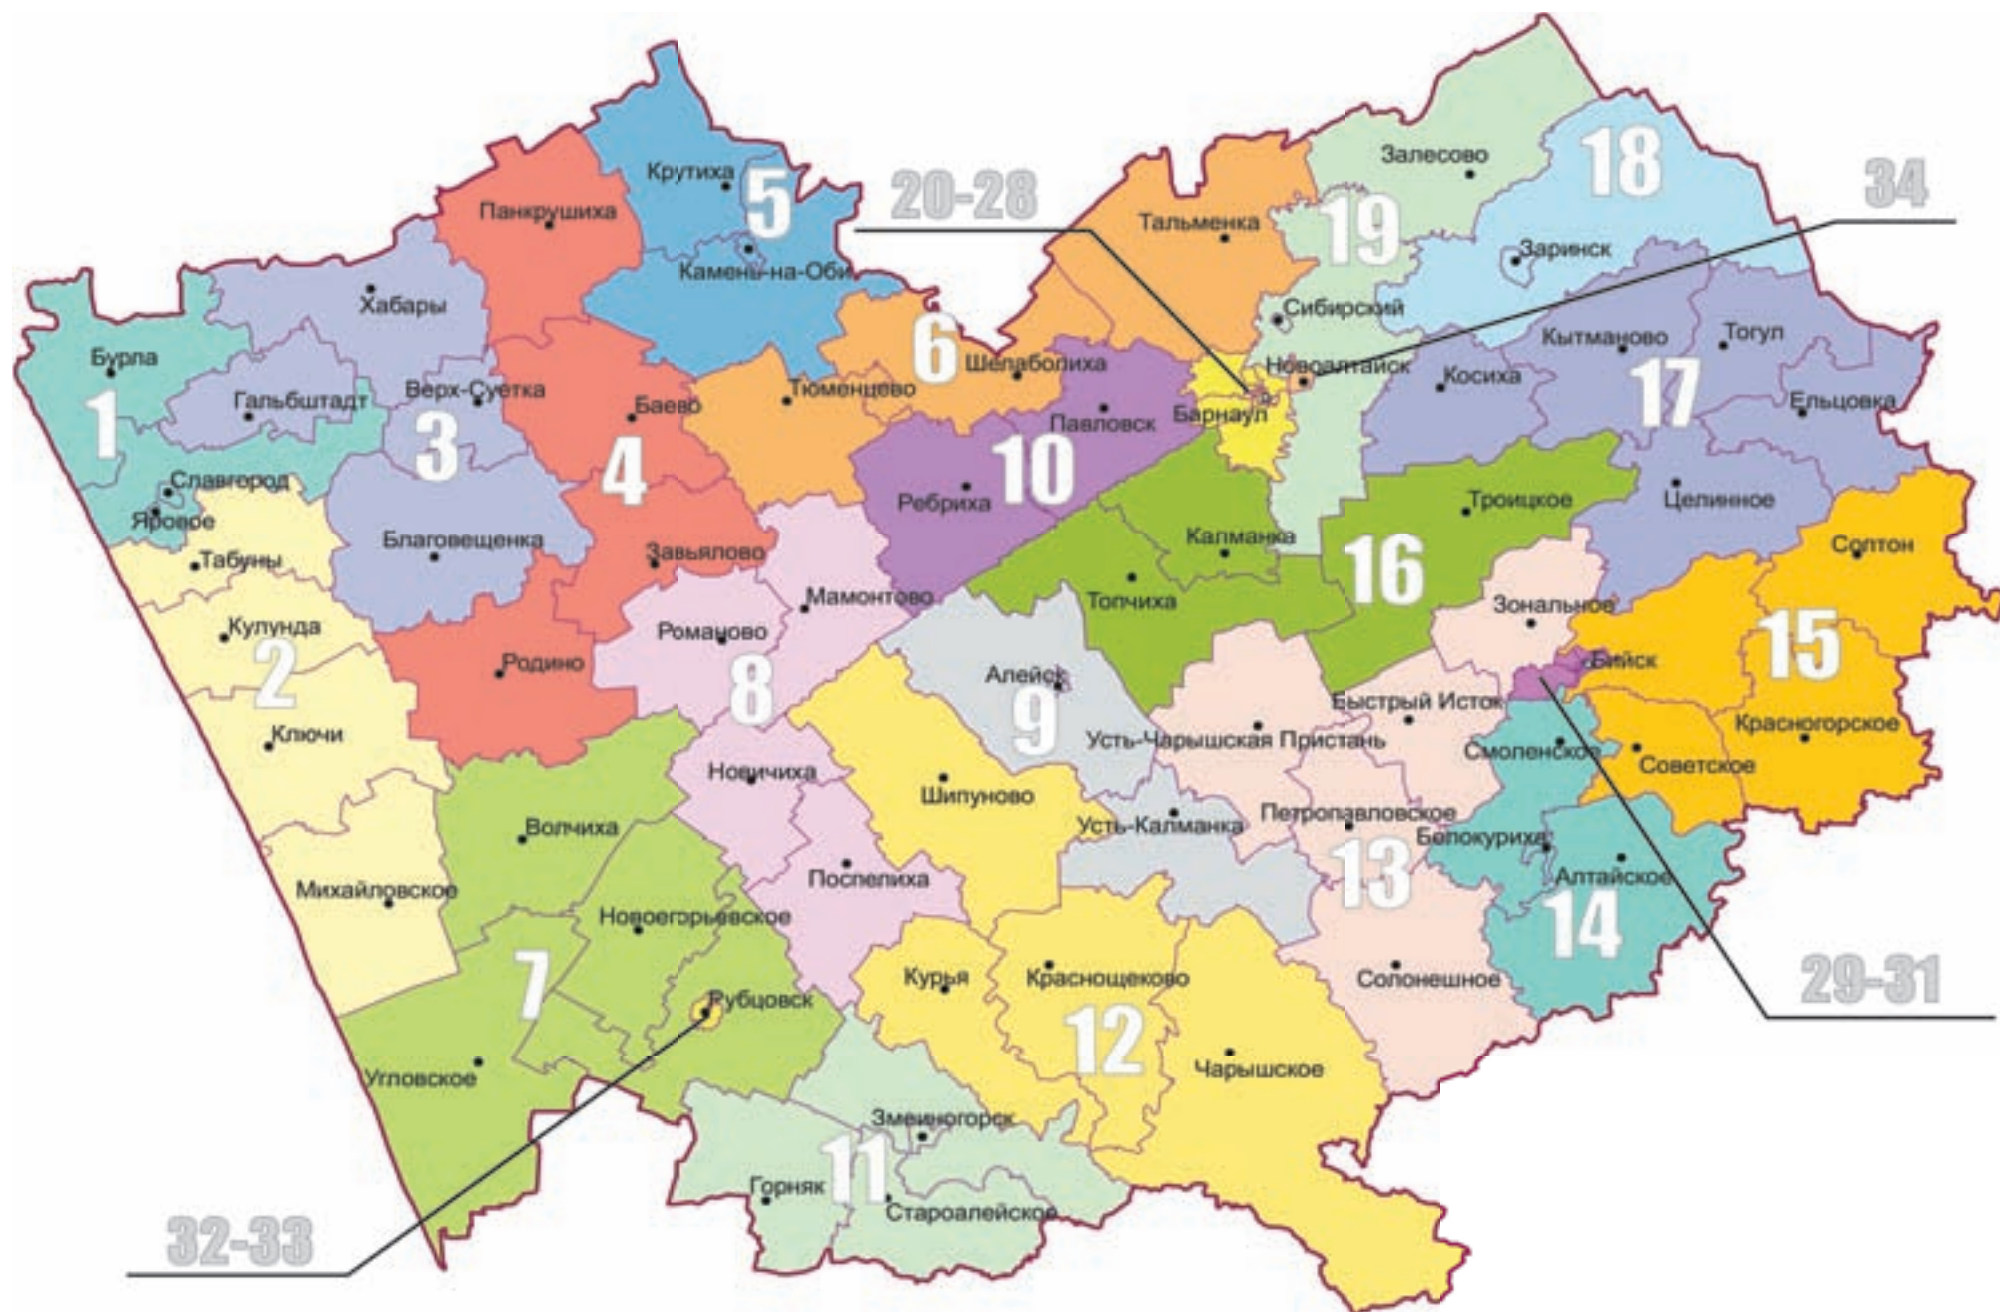 Залесово
18
Крутиха
5
20-28
34
Панкрушиха
Тальменка
19
Заринск
Камень-на-Оби
Хабары
Сибирский
6
Кытманово
Тогул
Бурла
Шелаболиха
Новоалтайск
Косиха
17
Гальбштадт
Верх-Суетка
Тюменцево
Баево
Ельцовка
1
3
4
10
Павловск
Барнаул
Славгород
Ребриха
Троицкое
Целинное
Яровое
Благовещенка
Завьялово
Калманка
16
Солтон
Табуны
Мамонтово
Топчиха
Зональное
Кулунда
Романово
15
2
Родино
8
Алейск
9
Бийск
Быстрый Исток
Ключи
Усть-Чарышская Пристань
Смоленское
Красногорское
Новичиха
Шипуново
Советское
Волчиха
Усть-Калманка
Петропавловское
Белокуриха
Михайловское
Поспелиха
13
Алтайское
Новоегорьевское
14
7
Курья
Краснощеково
Солонешное
29-31
Рубцовск
12
Угловское
Чарышское
Змеиногорск
11
Горняк
Староалейское
32-33